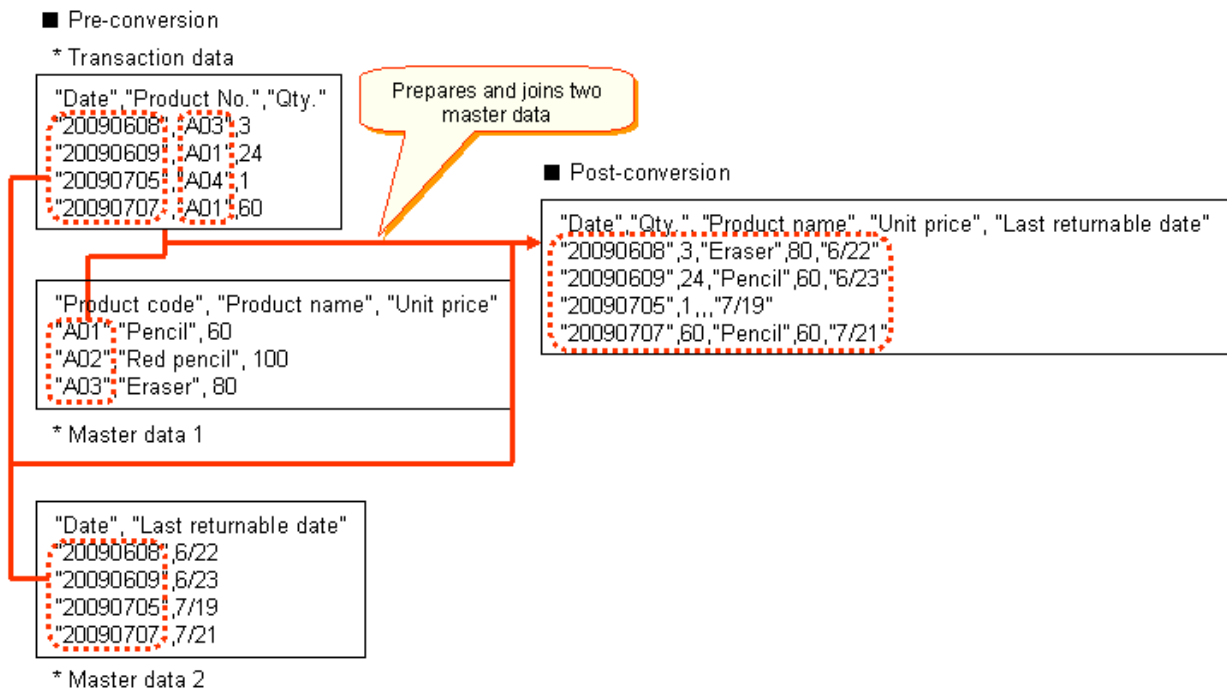 ■ Pre-conversion
* Transaction data
"Date","Product No.","Qty."
"20090608","A03",3
"20090609","A01",24
"20090705","A04",1
"20090707","A01",60
Prepares and joins two
master data
"Product code", "Product name", "Unit price"
"A01","Pencil", 60
"A02","Red pencil", 100
"A03","Eraser", 80
* Master data 1
"Date", "Last returnable date"
"20090608",6/22
"20090609",6/23
"20090705",7/19
"20090707",7/21
* Master data 2
■ Post-conversion
"Date","Qty.", "Product name", "Unit price", "Last returnable date"
"20090608",3,"Eraser",80,"6/22"
"20090609",24,"Pencil",60,"6/23"
"20090705",1,,,"7/19"
"20090707",60,"Pencil",60,"7/21"